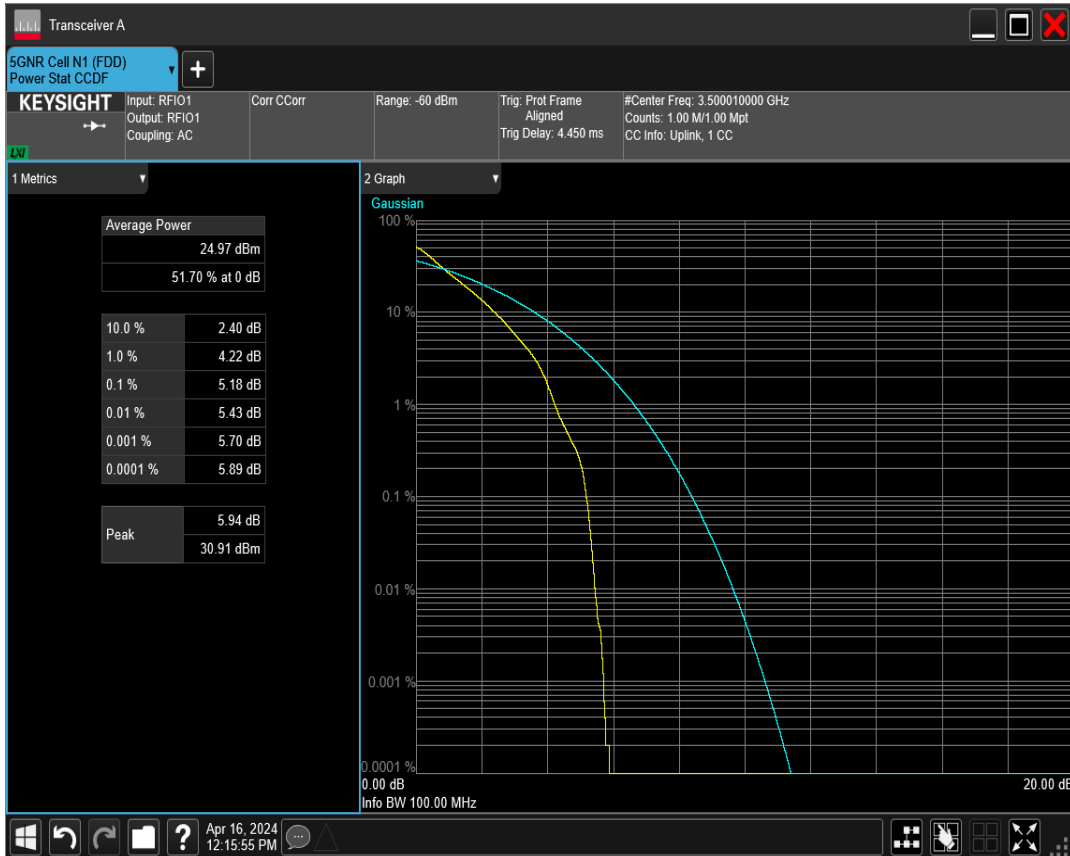 Transceiver A
5GNR Cell N1 (FDD)
Power Stat CCDF
+
KEYSIGHT
LXI
Input: RFIO1
Output: RFIO1
Coupling: AC
Corr CCorr
Range: -60 dBm
Trig: Prot Frame
Aligned
Trig Delay: 4.450 ms
#Center Freq: 3.500010000 GHz
Counts: 1.00 M/1.00 Mpt
CC Info: Uplink, 1 CC
1 Metrics
Average Power
24.97 dBm
51.70 % at 0 dB
10.0 % 2.40 dB
1.0 % 4.22 dB
0.1 % 5.18 dB
0.01 % 5.43 dB
0.001 % 5.70 dB
0.0001 % 5.89 dB
Peak
5.94 dB
30.91 dBm
2 Graph
Gaussian
100 %
10 %
1 %
0.1 %
0.01 %
0.001 %
0.0001 %
0.00 dB 20.00 dB
Info BW 100.00 MHz
?
Apr 16, 2024
12:15:55 PM